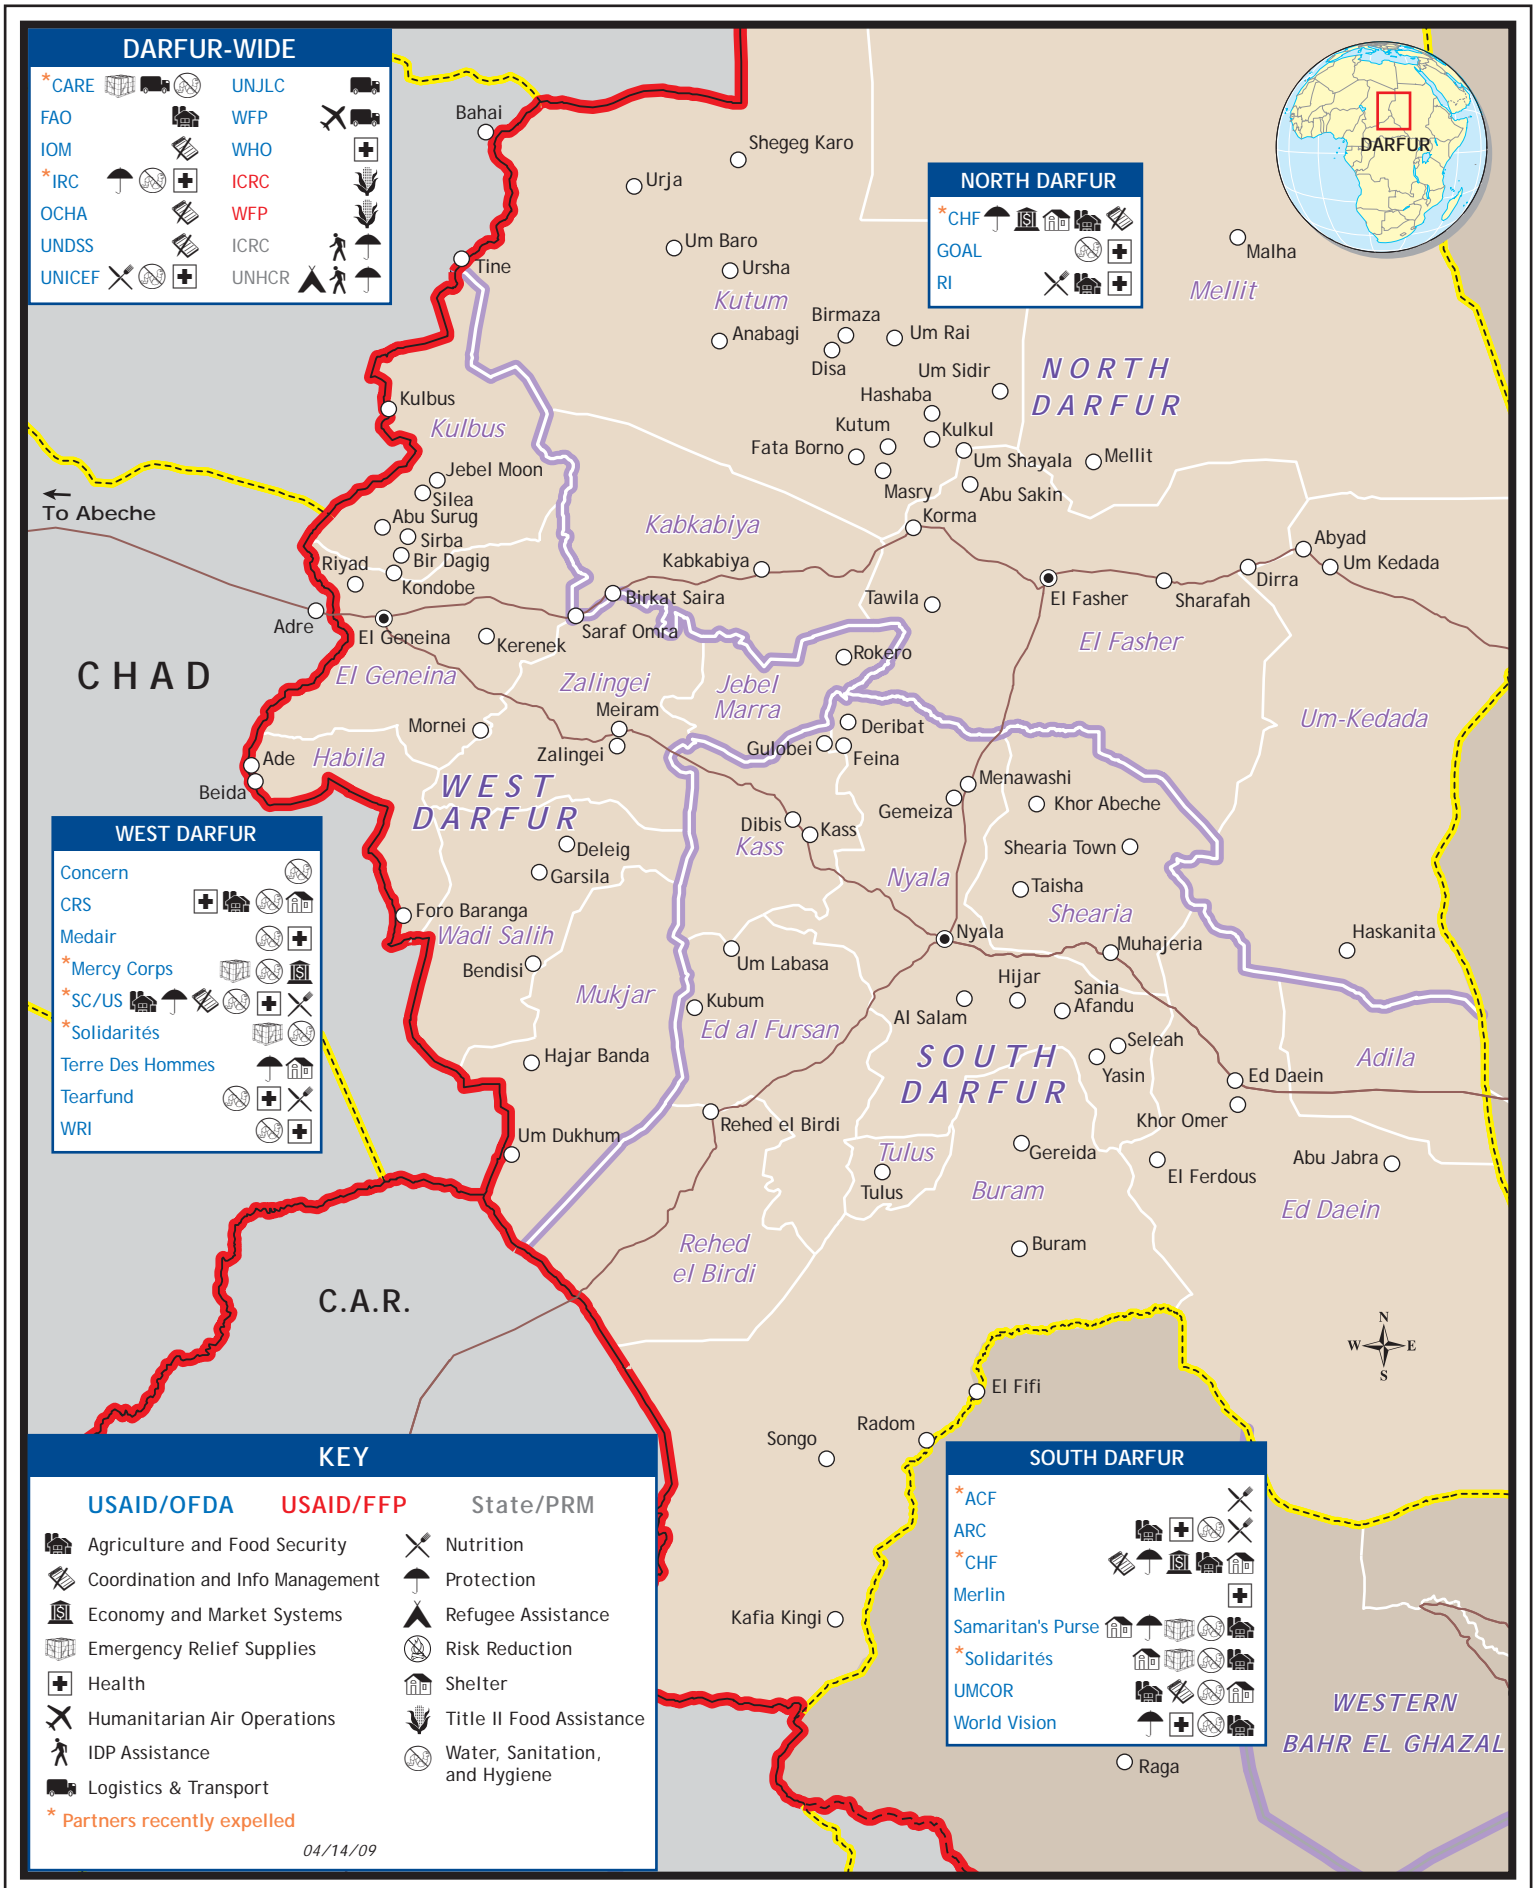 DARFUR-WIDE
*CARE
FAO
IOM
*IRC
OCHA
UNDSS
UNICEF
UNJLC
WFP
WHO
ICRC
WFP
ICRC
UNHCR
DARFUR
NORTH DARFUR
*CHF
GOAL
RI
Bahai
Shegeg Karo
Urja
Um Baro
Ursha
Tine
Kutum
Malha
Mellit
Anabagi
Birmaza
Um Rai
Disa
Um Sidir
NORTH
DARFUR
Hashaba
Kulbus
Kulbus
Kutum
Kulkul
Fata Borno
Um Shayala
Mellit
Masry
Abu Sakin
Jebel Moon
Silea
To Abeche
Abu Surug
Sirba
Kabkabiya
Korma
Abyad
Riyad
Bir Dagig
Kabkabiya
Um Kedada
Kondobe
Dirra
Birkat Saira
Tawila
El Fasher
Sharafah
Adre
El Geneina
Kerenek
Saraf Omra
El Fasher
Rokero
CHAD
El Geneina
Zalingei
Jebel
Marra
Meiram
Um-Kedada
Mornei
Deribat
Zalingei
Gulobei
Feina
Ade
Habila
Beida
WEST
DARFUR
Menawashi
Gemeiza
Khor Abeche
Dibis
Kass
Kass
Shearia Town
Deleig
Garsila
Nyala
Taisha
Shearia
WEST DARFUR
Concern
CRS
Medair
*Mercy Corps
*SC/US
*Solidarités
Terre Des Hommes
Tearfund
WRI
Foro Baranga
Wadi Salih
Nyala
Muhajeria
Haskanita
Bendisi
Um Labasa
Hijar
Mukjar
Kubum
Al Salam
Sania
Afandu
Ed al Fursan
Seleah
Hajar Banda
SOUTH
DARFUR
Yasin
Adila
Ed Daein
Rehed el Birdi
Khor Omer
Um Dukhum
Tulus
Gereida
Abu Jabra
Tulus
El Ferdous
Buram
Ed Daein
Rehed
el Birdi
Buram
C.A.R.
N
W
E
S
El Fifi
Radom
Songo
Kafia Kingi
KEY
USAID/OFDA
USAID/FFP
State/PRM
Agriculture and Food Security
Coordination and Info Management
Economy and Market Systems
Emergency Relief Supplies
Health
Humanitarian Air Operations
IDP Assistance
Logistics & Transport
Nutrition
Protection
Refugee Assistance
Risk Reduction
Shelter
Title II Food Assistance
Water, Sanitation,
and Hygiene
* Partners recently expelled
04/14/09
SOUTH DARFUR
*ACF
ARC
*CHF
Merlin
Samaritan's Purse
*Solidarités
UMCOR
World Vision
WESTERN
BAHR EL GHAZAL
Raga